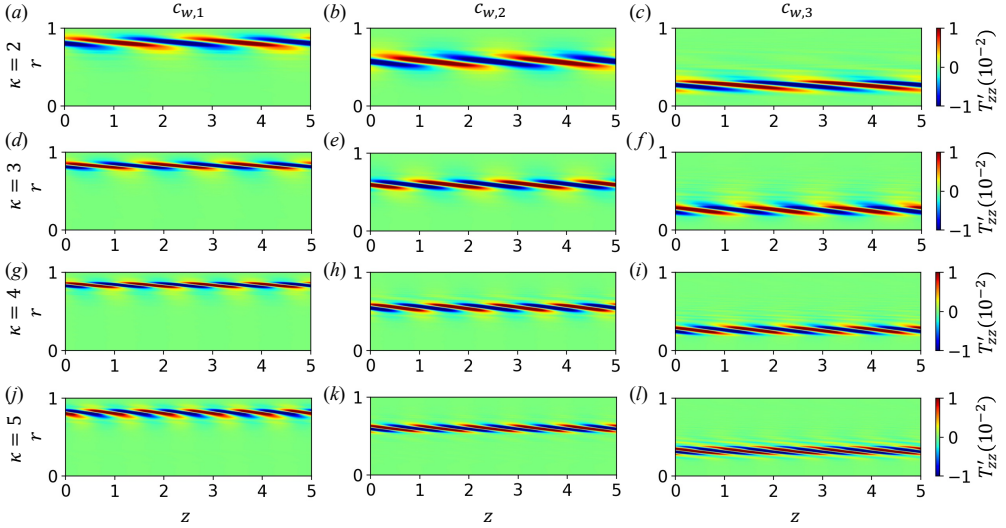 (a) c_{w,1} (b) c_{w,2} (c) c_{w,3}
κ = 2 r 1 0 0 1 2 3 4 5 1 0 0 1 2 3 4 5 1 0 0 1 2 3 4 5 1 0 −1 T'_{zz}(10^{-2})
(d) (e) (f)
κ = 3 r 1 0 0 1 2 3 4 5 1 0 0 1 2 3 4 5 1 0 0 1 2 3 4 5 1 0 −1 T'_{zz}(10^{-2})
(g) (h) (i)
κ = 4 r 1 0 0 1 2 3 4 5 1 0 0 1 2 3 4 5 1 0 0 1 2 3 4 5 1 0 −1 T'_{zz}(10^{-2})
(j) (k) (l)
κ = 5 r 1 0 0 1 2 3 4 5 1 0 0 1 2 3 4 5 1 0 0 1 2 3 4 5 1 0 −1 T'_{zz}(10^{-2})
z z z